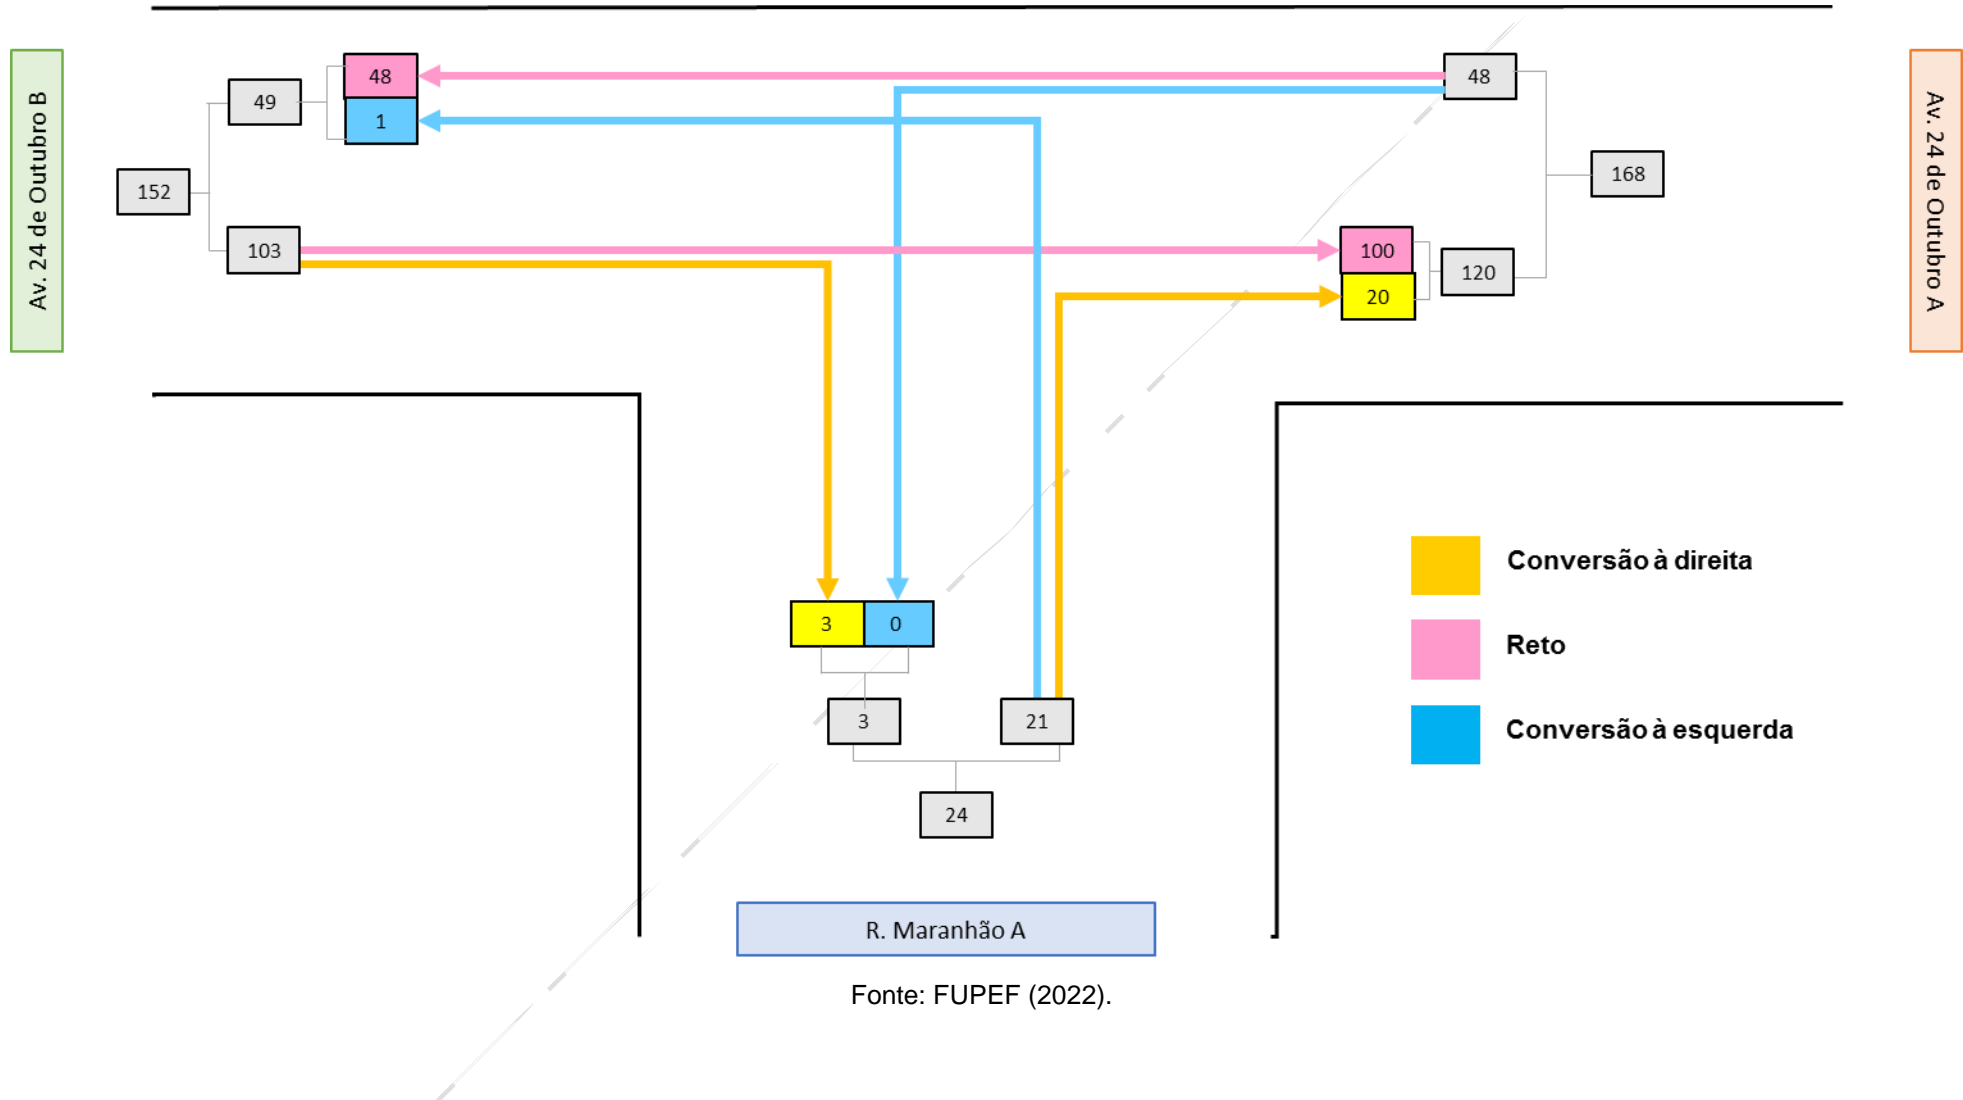 Av. 24 de Outubro B
48
48
49
1
Av. 24 de Outubro A
152
168
103
100
120
20
3
0
3
21
24
Conversão à direita
Reto
Conversão à esquerda
R. Maranhão A
Fonte: FUPEF (2022).